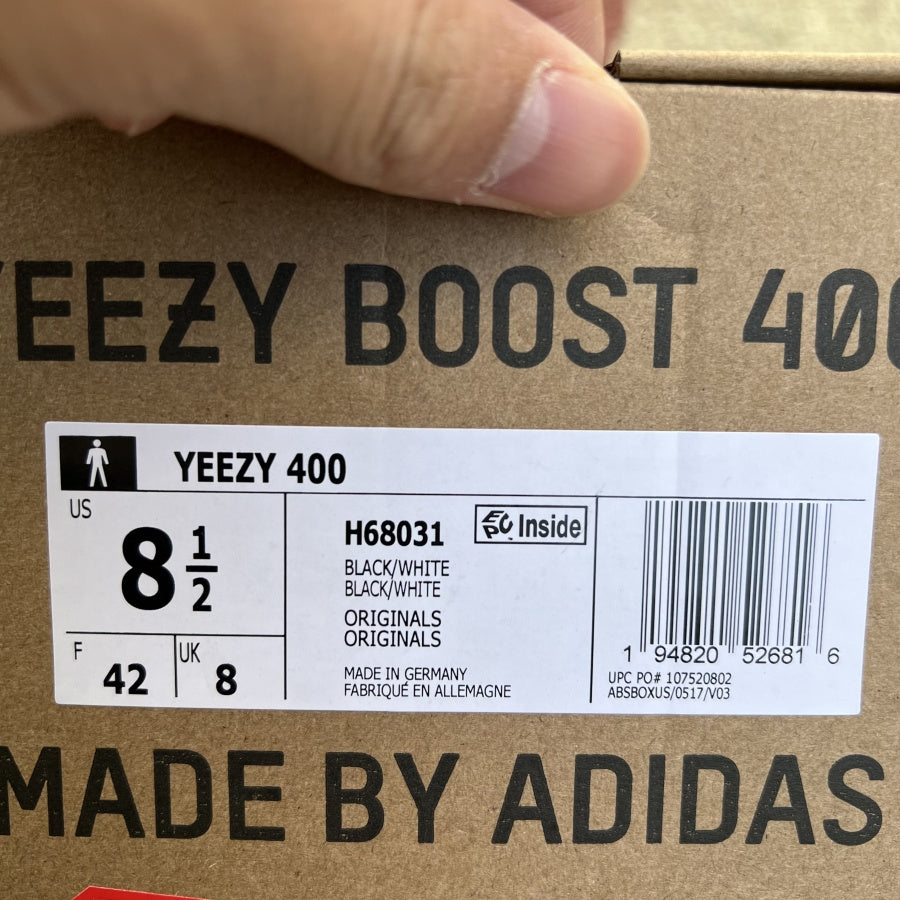 YEEZY BOOST 400
YEEZY 400
US
8 1/2
F
42
UK
8
H68031
EPC Inside
BLACK/WHITE
BLACK/WHITE
ORIGINALS
ORIGINALS
MADE IN GERMANY
FABRIQUÉ EN ALLEMAGNE
1 94820 52681 6
UPC PO# 107520802
ABSBOXUS/0517/V03
MADE BY ADIDAS